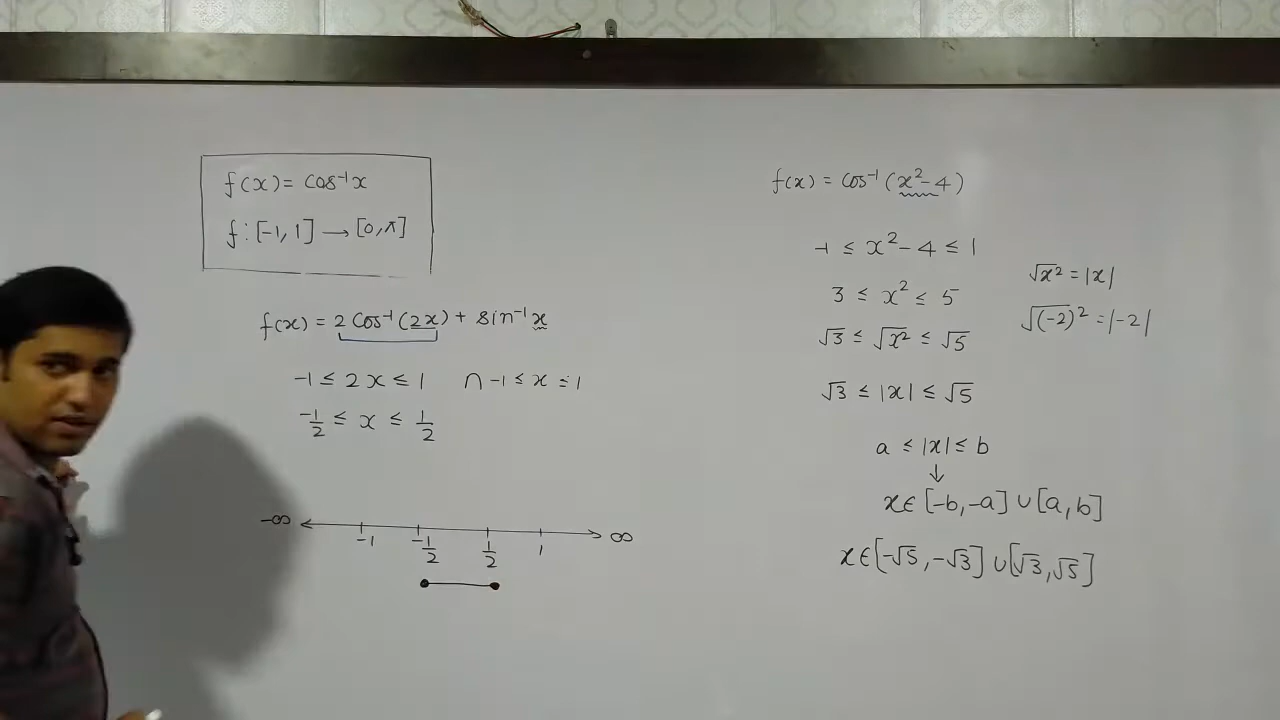 f(x) = cos⁻¹x
f : [-1, 1] → [0, π]
f(x) = 2 cos⁻¹(2x) + sin⁻¹x
-1 ≤ 2x ≤ 1 ∩ -1 ≤ x ≤ 1
-1/2 ≤ x ≤ 1/2
-∞ ∞
-1 -1/2 1/2 1
f(x) = cos⁻¹(x²-4)
-1 ≤ x² - 4 ≤ 1
3 ≤ x² ≤ 5
√3 ≤ √x² ≤ √5
√3 ≤ |x| ≤ √5
a ≤ |x| ≤ b
↓
x ∈ [-b, -a] ∪ [a, b]
x ∈ [-√5, -√3] ∪ [√3, √5]
√x² = |x|
√(-2)² = |-2|